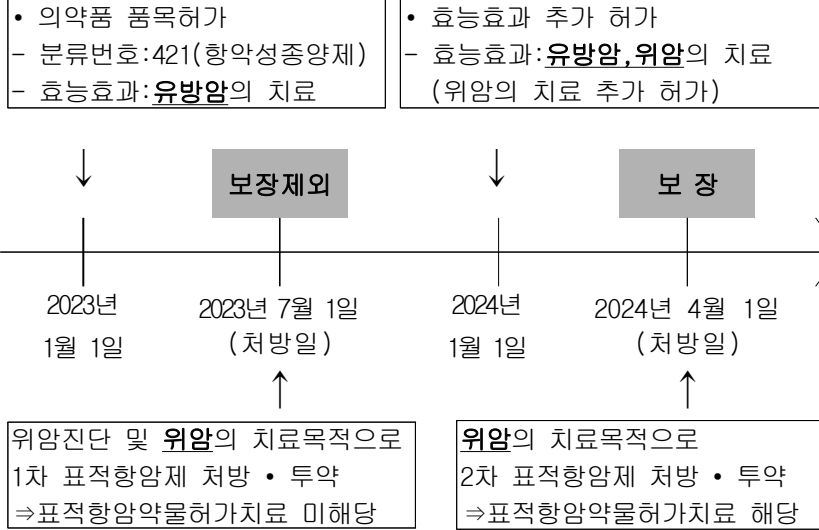 • 의약품 품목허가
- 분류번호:421(항악성종양제)
- 효능효과:유방암의 치료
• 효능효과 추가 허가
- 효능효과:유방암,위암의 치료
(위암의 치료 추가 허가)
보장제외
보 장
2023년
1월 1일
2023년 7월 1일
(처방일)
2024년
1월 1일
2024년 4월 1일
(처방일)
위암진단 및 위암의 치료목적으로
1차 표적항암제 처방 • 투약
⇒표적항암약물허가치료 미해당
위암의 치료목적으로
2차 표적항암제 처방 • 투약
⇒표적항암약물허가치료 해당